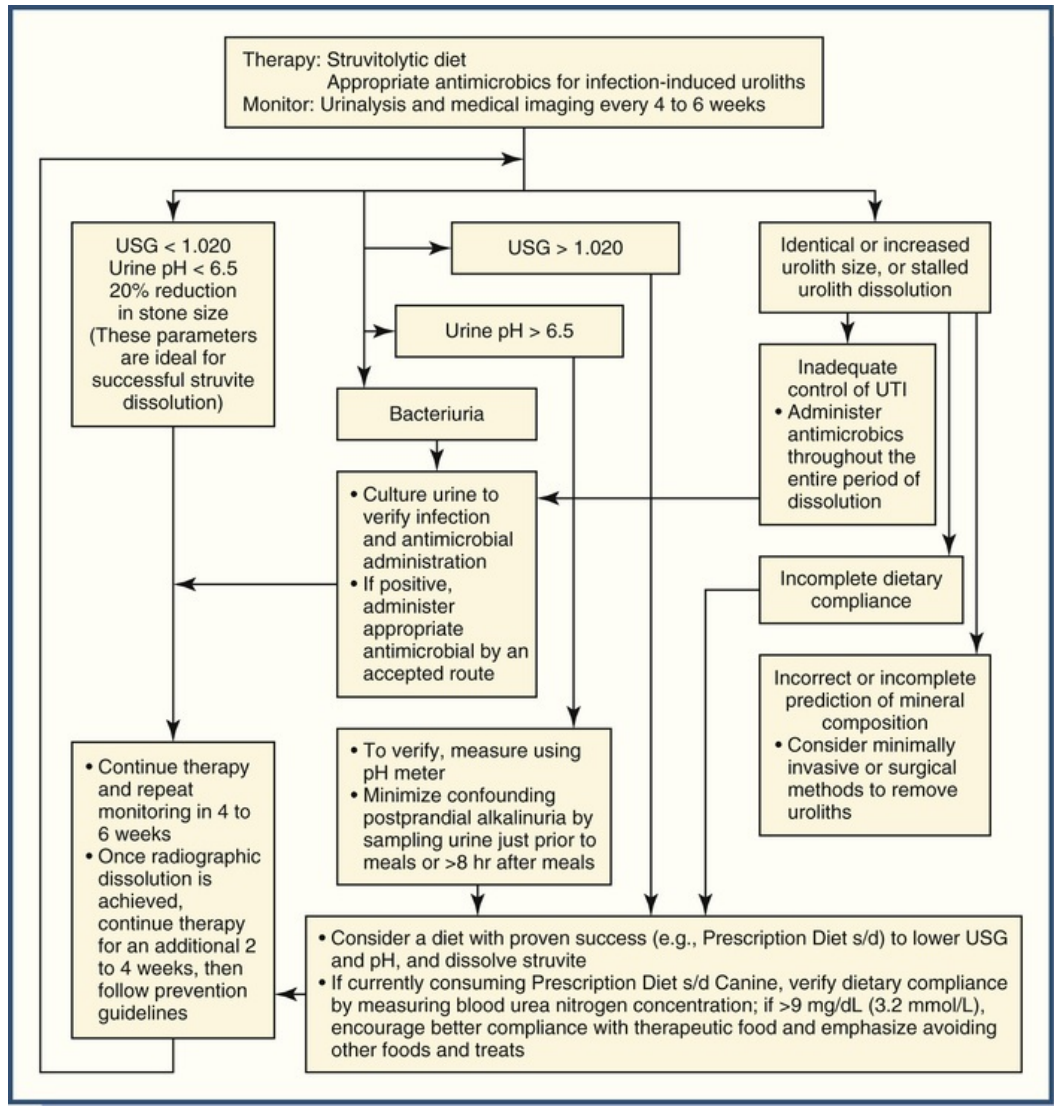 Therapy: Struvitolytic diet
Appropriate antimicrobics for infection-induced uroliths
Monitor: Urinalysis and medical imaging every 4 to 6 weeks
USG < 1.020
Urine pH < 6.5
20% reduction
in stone size
(These parameters
are ideal for
successful struvite
dissolution)
USG > 1.020
Urine pH > 6.5
Bacteriuria
Identical or increased
urolith size, or stalled
urolith dissolution
Inadequate
control of UTI
• Administer
antimicrobics
throughout the
entire period of
dissolution
• Culture urine to
verify infection
and antimicrobial
administration
• If positive,
administer
appropriate
antimicrobial by an
accepted route
Incomplete dietary
compliance
Incorrect or incomplete
prediction of mineral
composition
• Consider minimally
invasive or surgical
methods to remove
uroliths
• Continue therapy
and repeat
monitoring in 4 to
6 weeks
• Once radiographic
dissolution is
achieved,
continue therapy
for an additional 2
to 4 weeks, then
follow prevention
guidelines
• To verify, measure using
pH meter
• Minimize confounding
postprandial alkalinuria by
sampling urine just prior to
meals or >8 hr after meals
• Consider a diet with proven success (e.g., Prescription Diet s/d) to lower USG
and pH, and dissolve struvite
• If currently consuming Prescription Diet s/d Canine, verify dietary compliance
by measuring blood urea nitrogen concentration; if >9 mg/dL (3.2 mmol/L),
encourage better compliance with therapeutic food and emphasize avoiding
other foods and treats